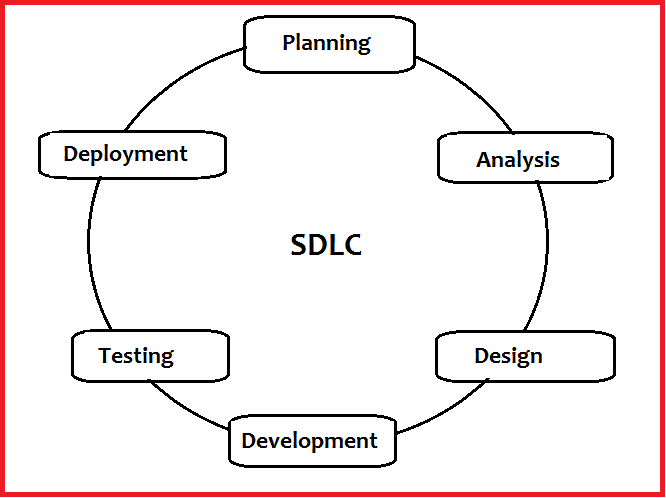 Planning
Deployment
Analysis
SDLC
Testing
Design
Development